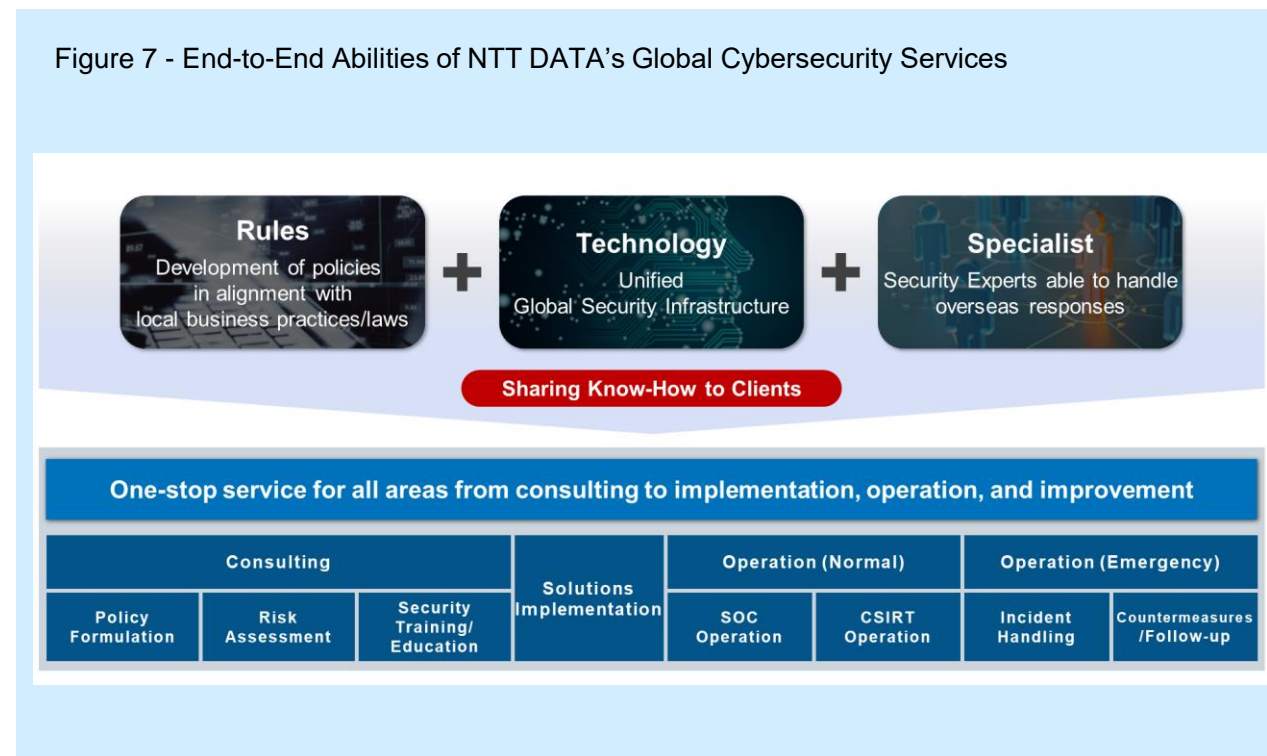 Figure 7 - End-to-End Abilities of NTT DATA’s Global Cybersecurity Services
Rules
Development of policies
in alignment with
local business practices/laws
+
Technology
Unified
Global Security Infrastructure
+
Specialist
Security Experts able to handle
overseas responses
Sharing Know-How to Clients
One-stop service for all areas from consulting to implementation, operation, and improvement
Consulting
Policy
Formulation
Risk
Assessment
Security
Training/
Education
Solutions
Implementation
Operation (Normal)
SOC
Operation
CSIRT
Operation
Operation (Emergency)
Incident
Handling
Countermeasures
/Follow-up